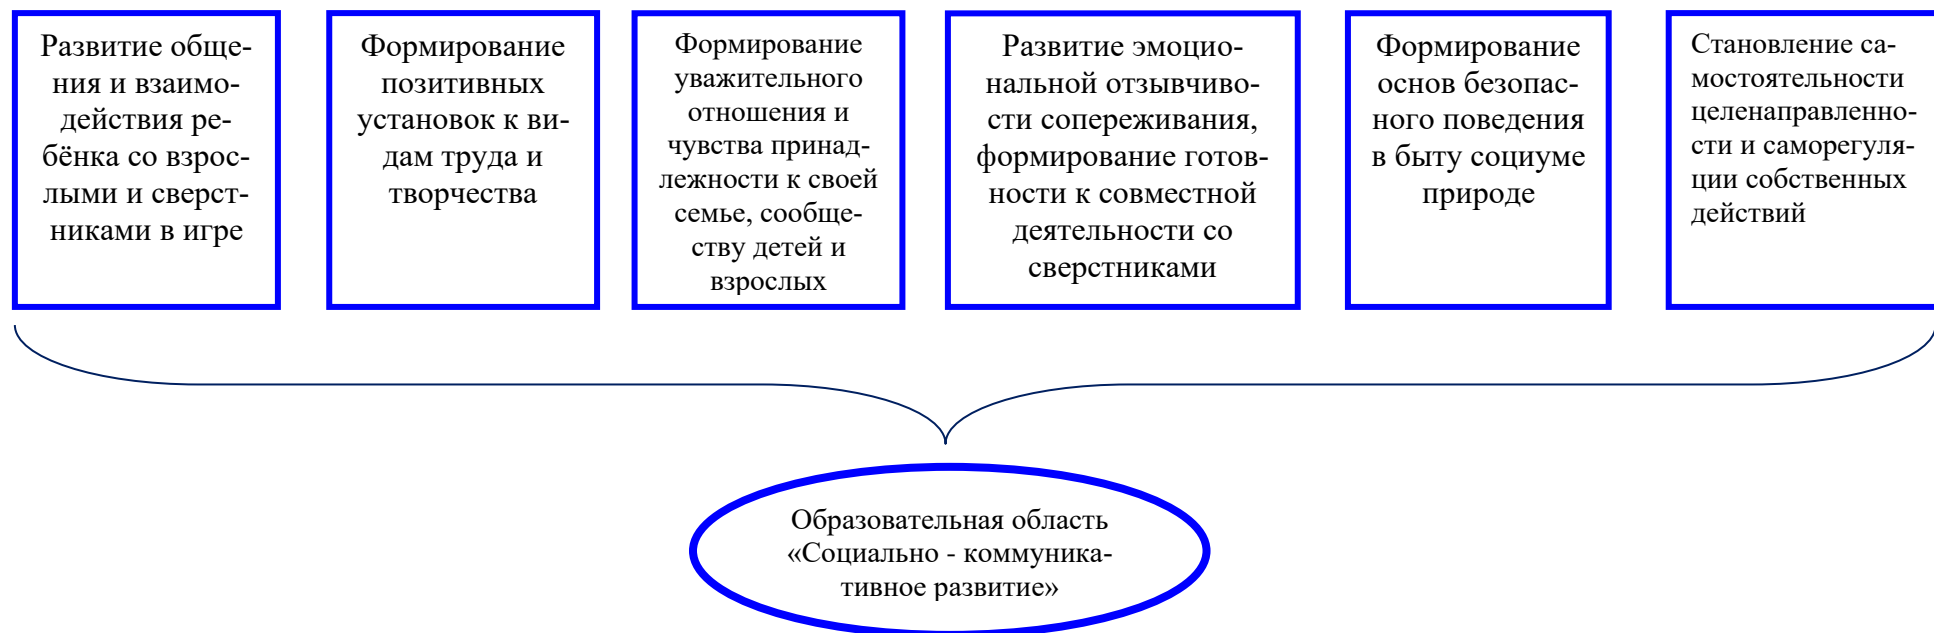 Развитие обще-
ния и взаимо-
действия ре-
бёнка со взрос-
лыми и сверст-
никами в игре
Формирование
позитивных
установок к ви-
дам труда и
творчества
Формирование
уважительного
отношения и
чувства принад-
лежности к своей
семье, сообще-
ству детей и
взрослых
Развитие эмоцио-
нальной отзывчиво-
сти сопереживания,
формирование готов-
ности к совместной
деятельности со
сверстниками
Формирование
основ безопас-
ного поведения
в быту социуме
природе
Становление са-
мостоятельности
целенаправленно-
сти и саморегуля-
ции собственных
действий
Образовательная область
«Социально - коммуника-
тивное развитие»